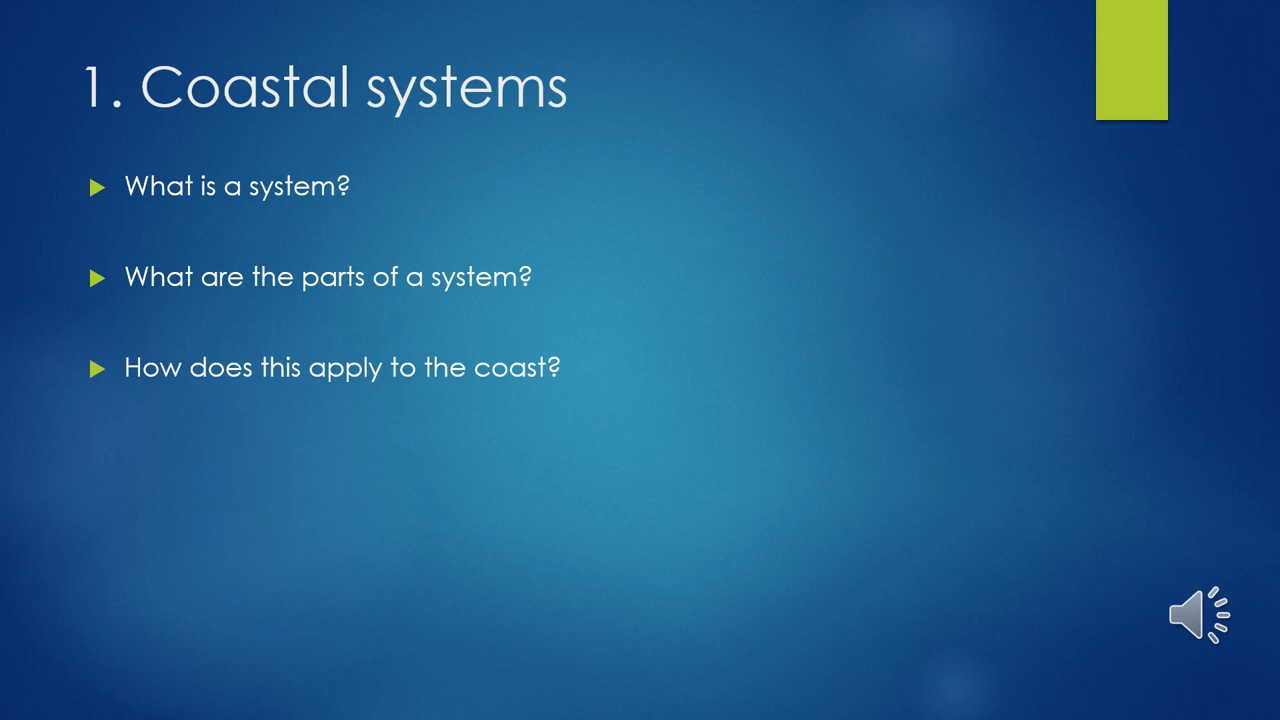 1. Coastal systems
What is a system?
What are the parts of a system?
How does this apply to the coast?